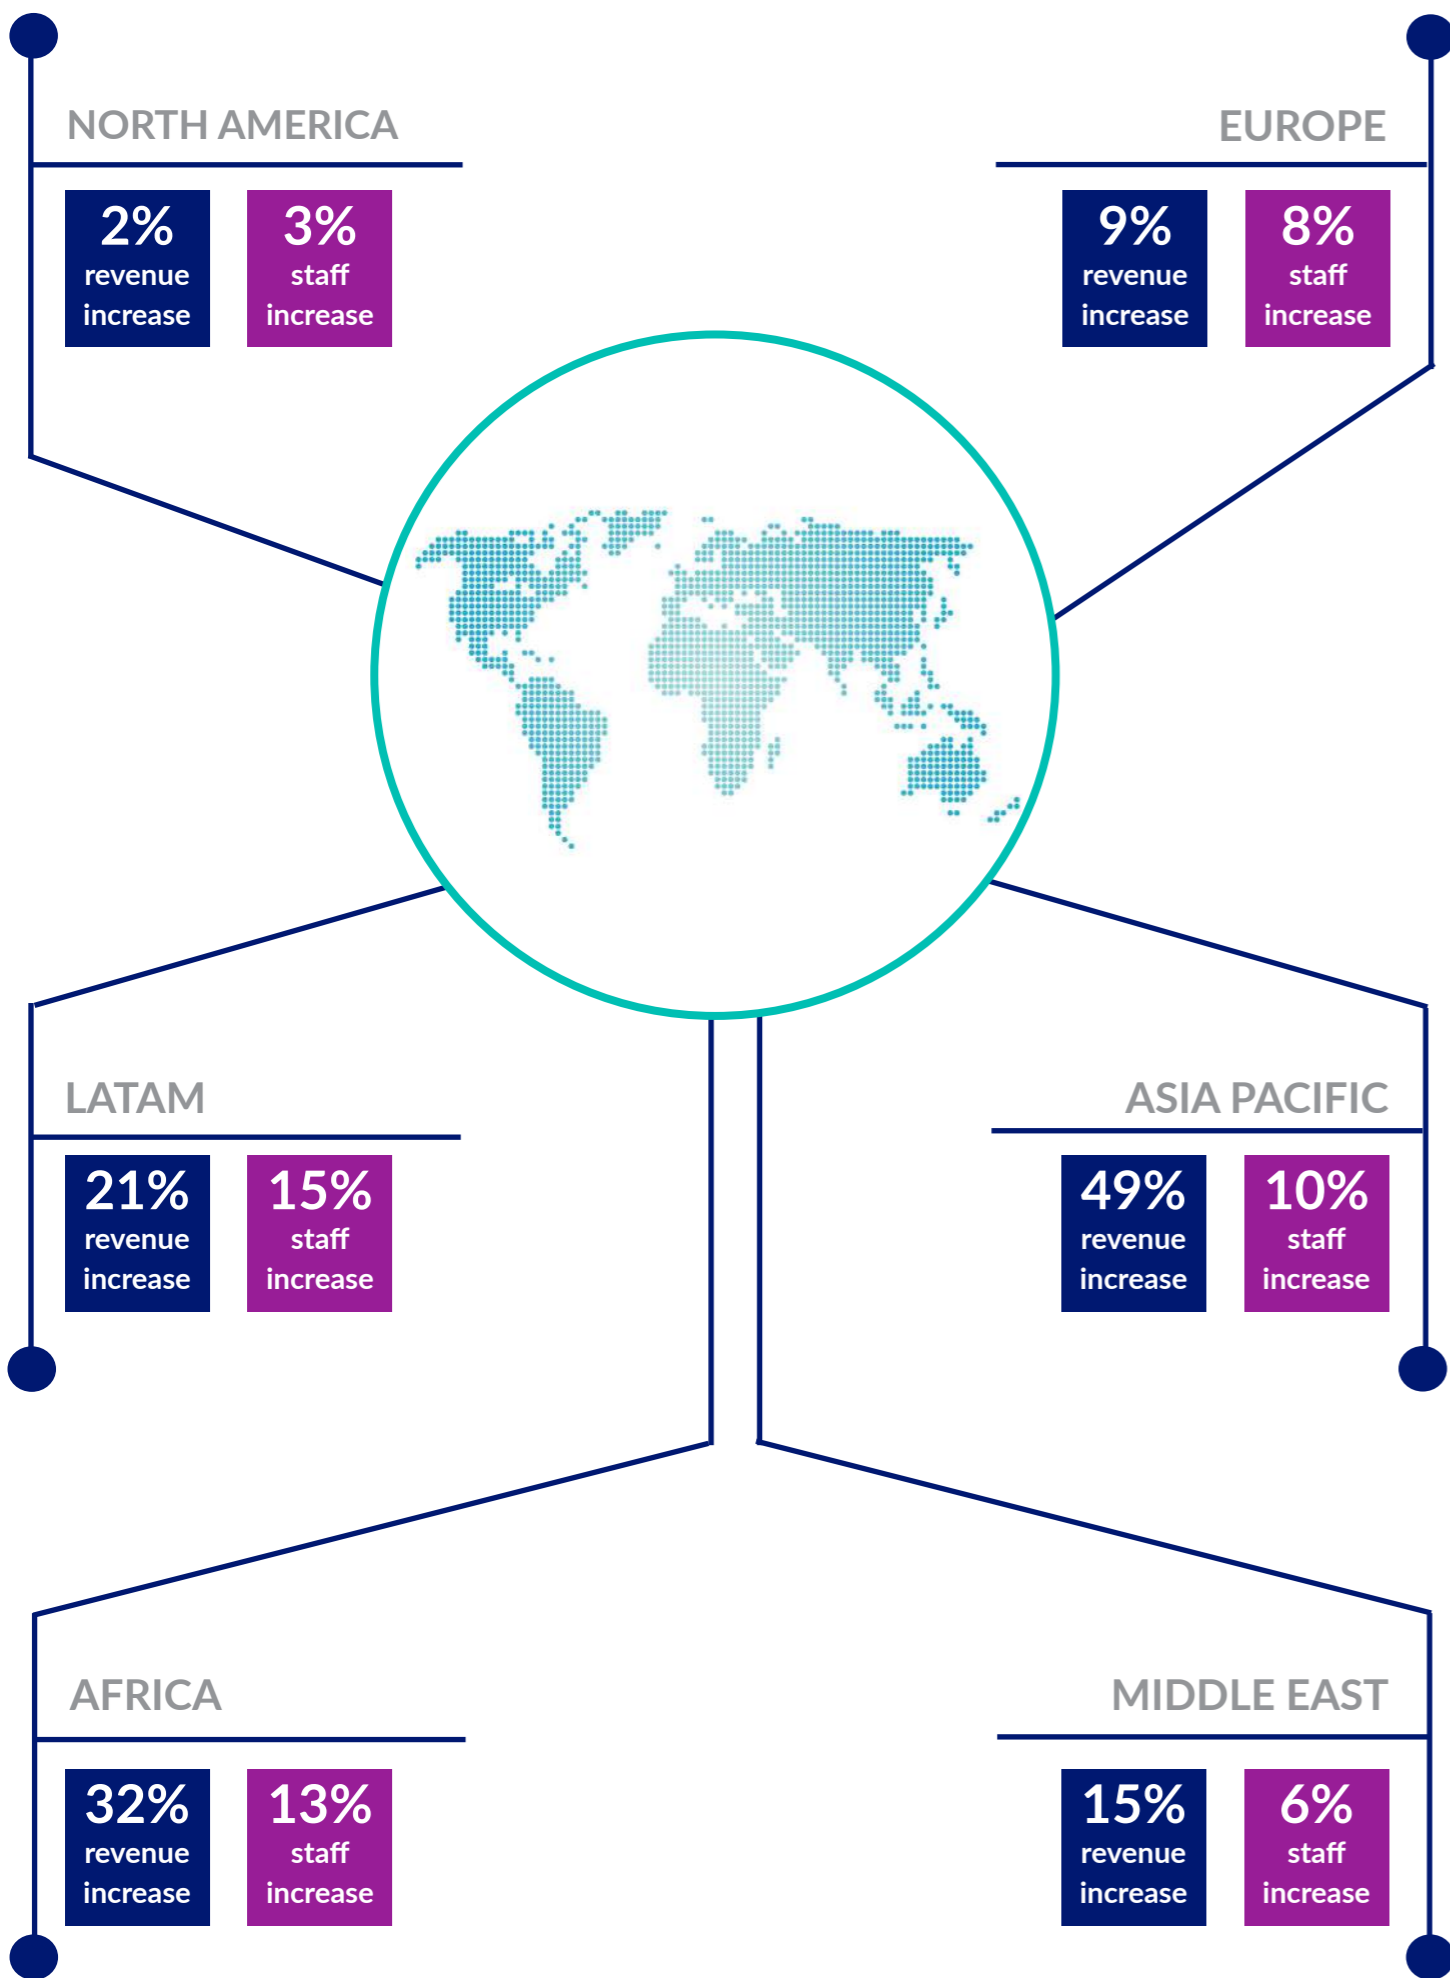 NORTH AMERICA
2%
revenue
increase
3%
staff
increase
EUROPE
9%
revenue
increase
8%
staff
increase
LATAM
21%
revenue
increase
15%
staff
increase
ASIA PACIFIC
49%
revenue
increase
10%
staff
increase
AFRICA
32%
revenue
increase
13%
staff
increase
MIDDLE EAST
15%
revenue
increase
6%
staff
increase